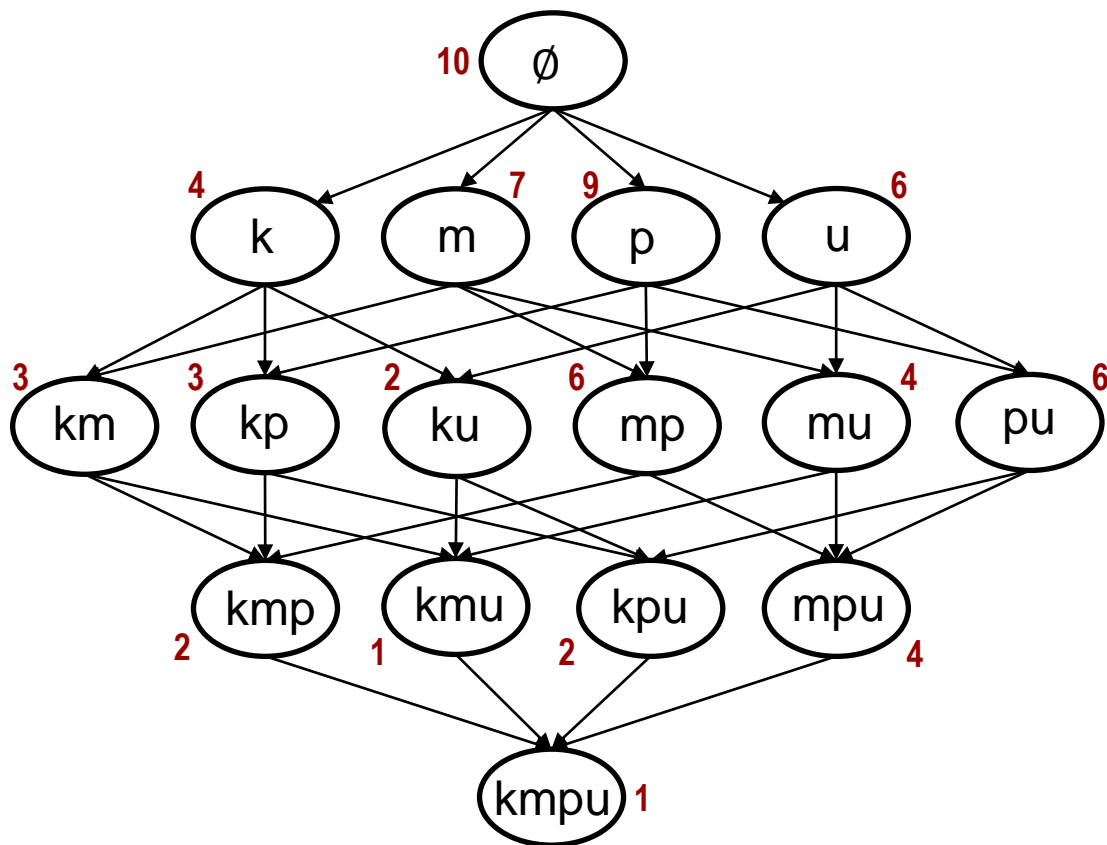 10 ∅
4 k m 7 9 p u 6
3 km 3 kp 2 ku 6 mp mu 4 pu 6
kmp kmu kpu mpu
2 1 2 4
kmpu 1